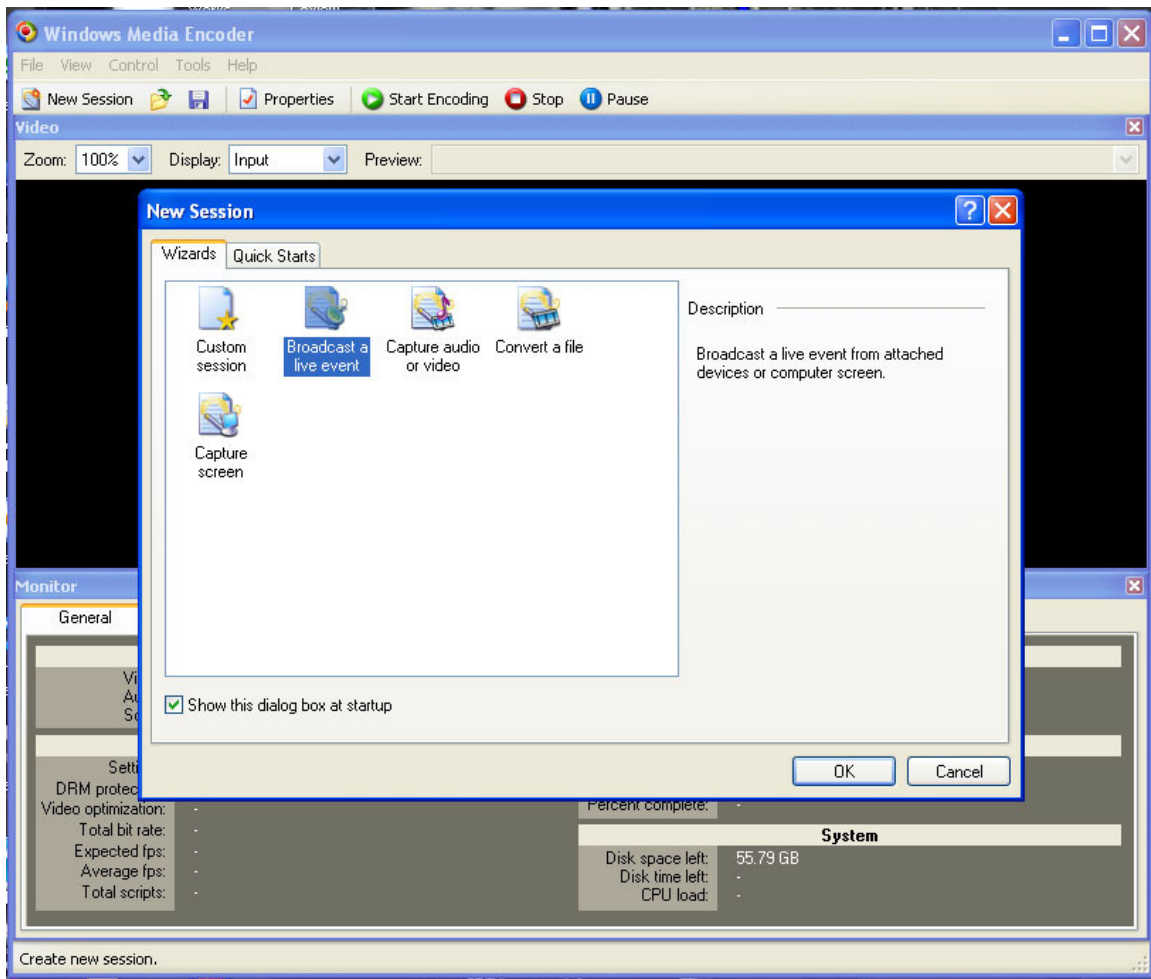 Windows Media Encoder
File View Control Tools Help
New Session Properties Start Encoding Stop Pause
Video
Zoom: 100% Display: Input Preview:
New Session
Wizards Quick Starts
Custom session
Broadcast a live event
Capture audio or video
Convert a file
Capture screen
Description
Broadcast a live event from attached
devices or computer screen.
Show this dialog box at startup
OK Cancel
Monitor
General
Video optimization: -
Total bit rate: -
Expected fps: -
Average fps: -
Total scripts: -
Percent complete: -
System
Disk space left: 55.79 GB
Disk time left: -
CPU load: -
Create new session.